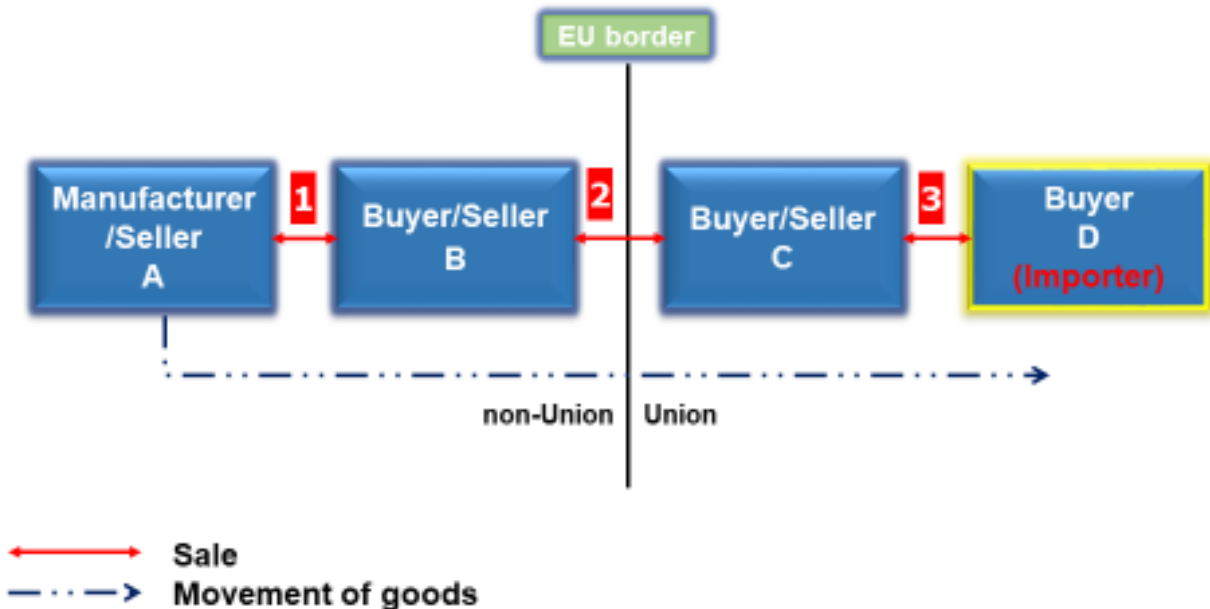 EU border
Manufacturer
/Seller
A
1
Buyer/Seller
B
2
Buyer/Seller
C
3
Buyer
D
(Importer)
non-Union
Union
Sale
Movement of goods